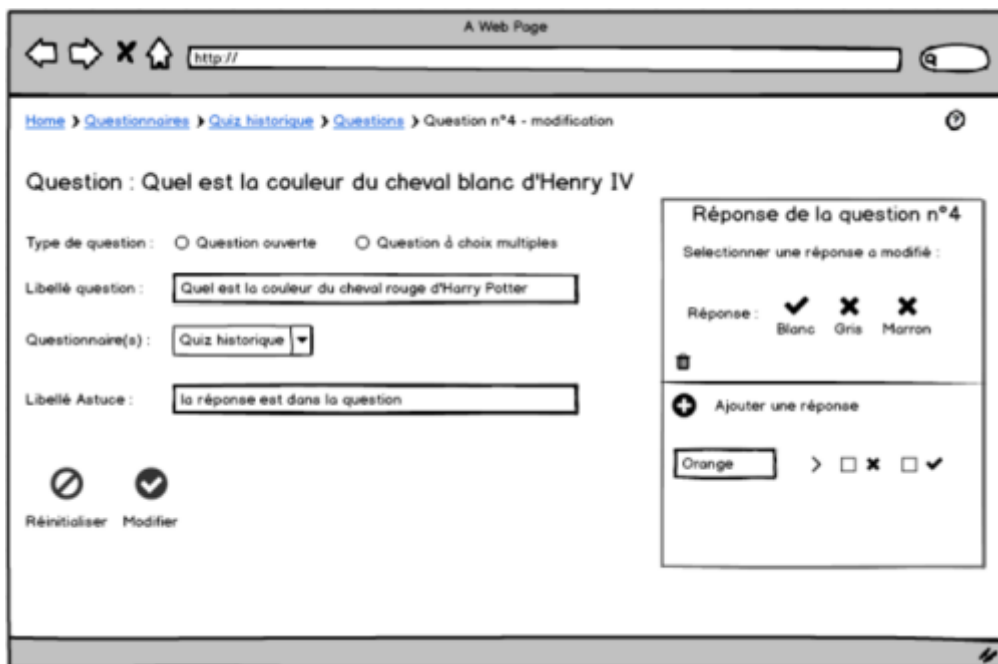 A Web Page
http://
Home > Questionnaires > Quiz historique > Questions > Question n°4 - modification
Question : Quel est la couleur du cheval blanc d'Henry IV
Type de question : Question ouverte Question à choix multiples
Libellé question : Quel est la couleur du cheval rouge d'Harry Potter
Questionnaire(s) : Quiz historique
Libellé Astuce : la réponse est dans la question
Réinitialiser Modifier
Réponse de la question n°4
Selectionner une réponse a modifié :
Réponse :
Blanc Gris Marron
Ajouter une réponse
Orange